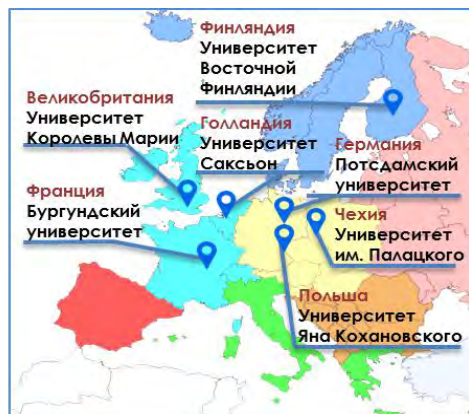 Финляндия
Университет
Восточной
Финляндии
Великобритания
Университет
Королевы Марии
Голландия
Университет
Саксьон
Германия
Потсдамский
университет
Франция
Бургундский
университет
Чехия
Университет
им. Палацкого
Польша
Университет
Яна Кохановского